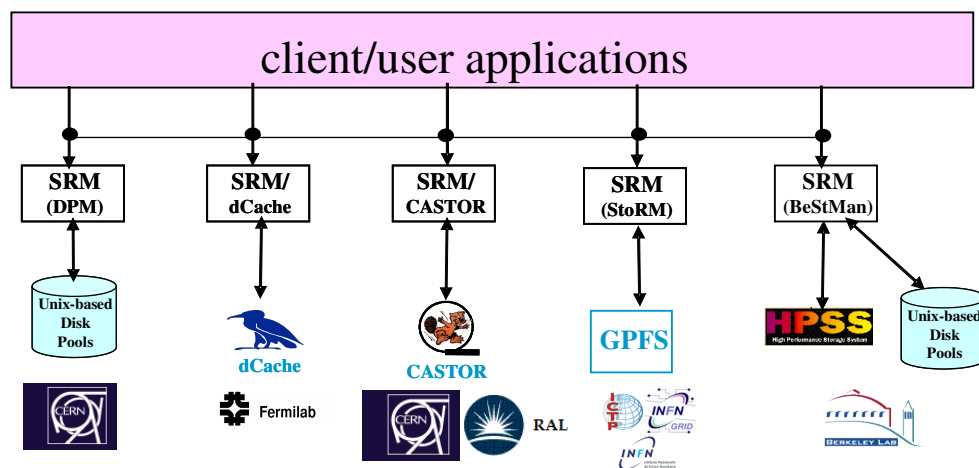 client/user applications
SRM
(DPM)
SRM/
dCache
SRM/
CASTOR
SRM
(StoRM)
SRM
(BeStMan)
Unix-based
Disk
Pools
dCache
CASTOR
GPFS
HPSS
High Performance Storage System
Unix-based
Disk
Pools
CERN
Fermilab
CERN
RAL
ICTP
INFN
GRID
INFN
BERKELEY LAB